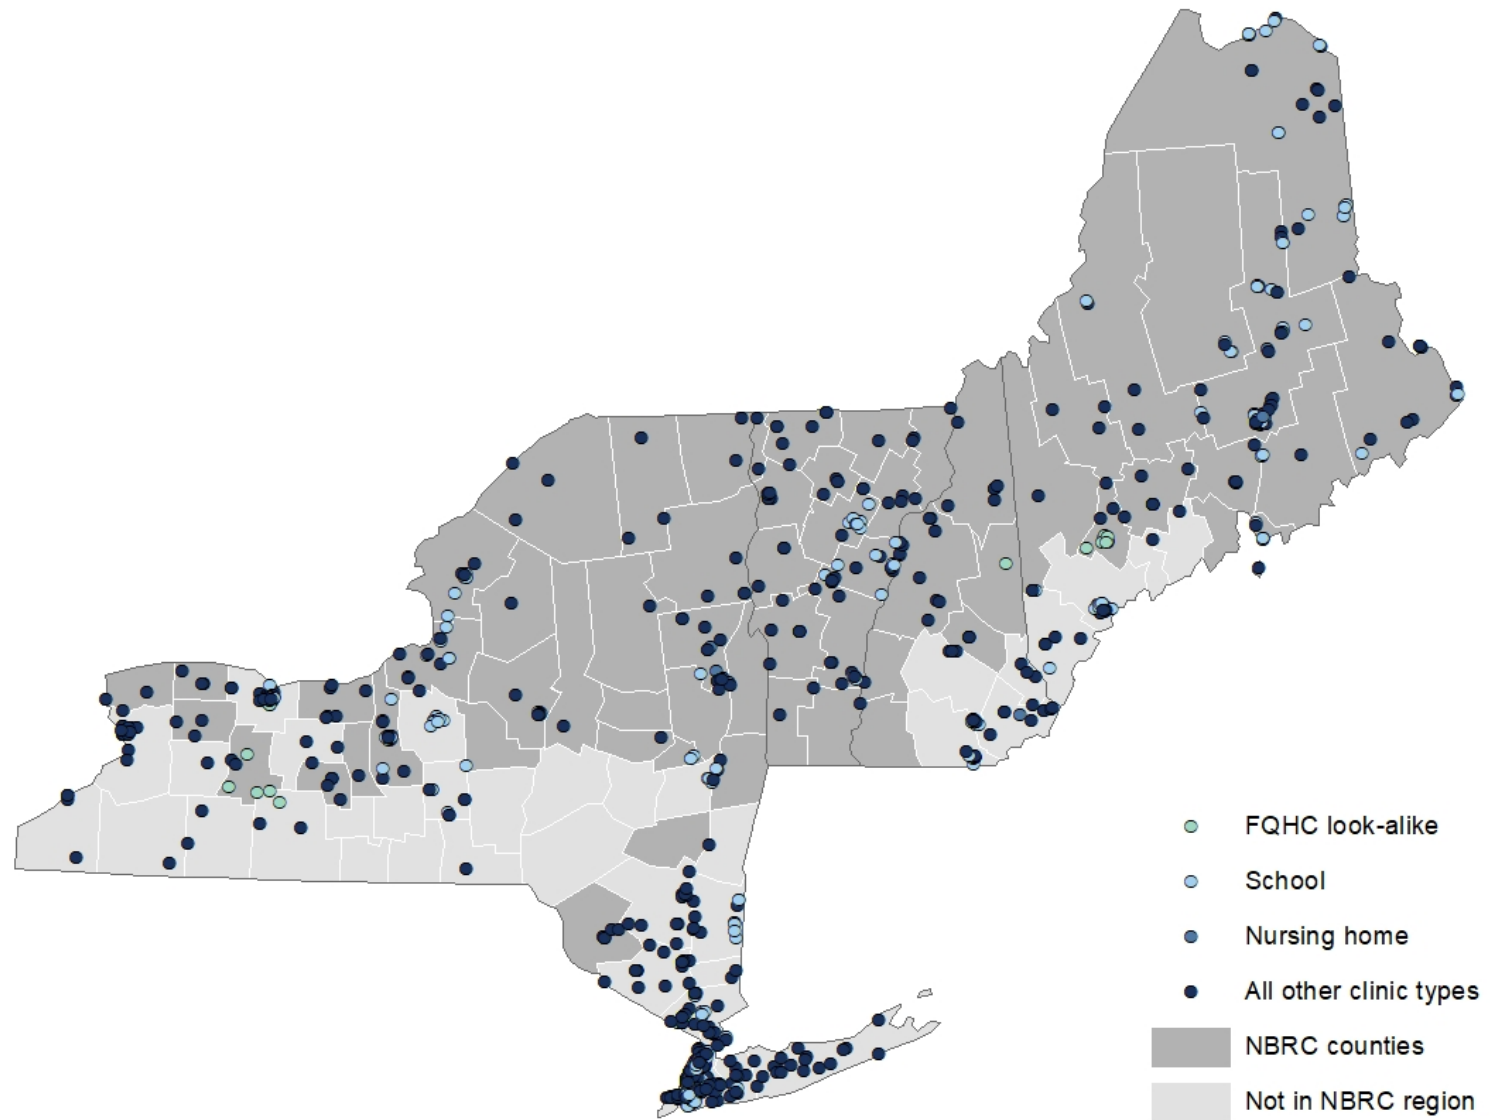 FQHC look-alike
School
Nursing home
All other clinic types
NBRC counties
Not in NBRC region